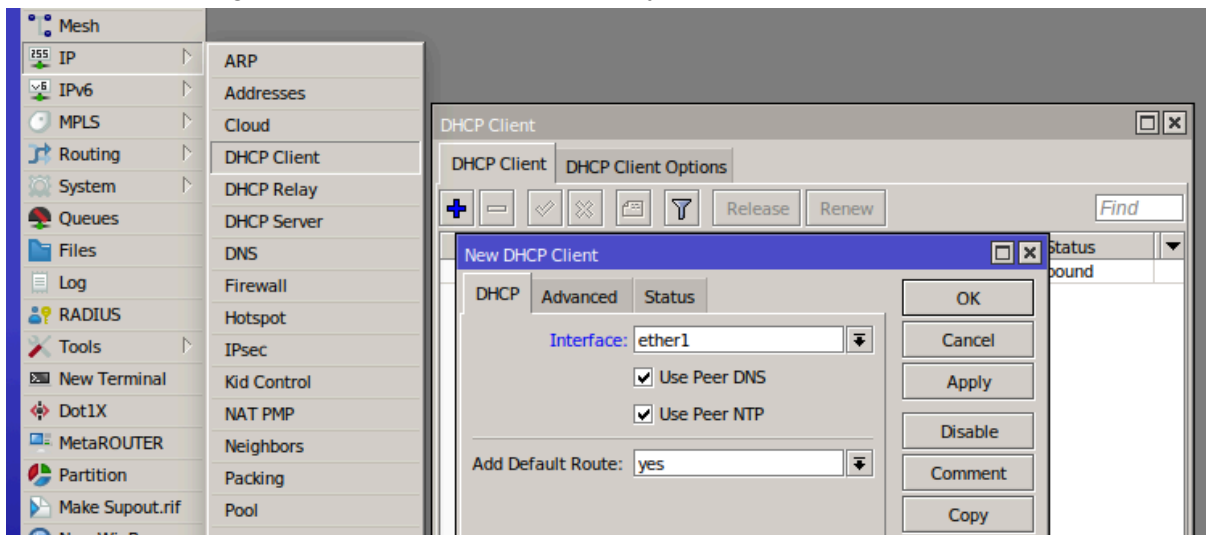 Mesh
IP
IPv6
MPLS
Routing
System
Queues
Files
Log
RADIUS
Tools
New Terminal
Dot1X
MetaROUTER
Partition
Make Supout.rif
ARP
Addresses
Cloud
DHCP Client
DHCP Relay
DHCP Server
DNS
Firewall
Hotspot
IPsec
Kid Control
NAT PMP
Neighbors
Packing
Pool
DHCP Client
DHCP Client DHCP Client Options
Release Renew Find
Status
bound
New DHCP Client
DHCP Advanced Status
Interface: ether1
Use Peer DNS
Use Peer NTP
Add Default Route: yes
OK
Cancel
Apply
Disable
Comment
Copy